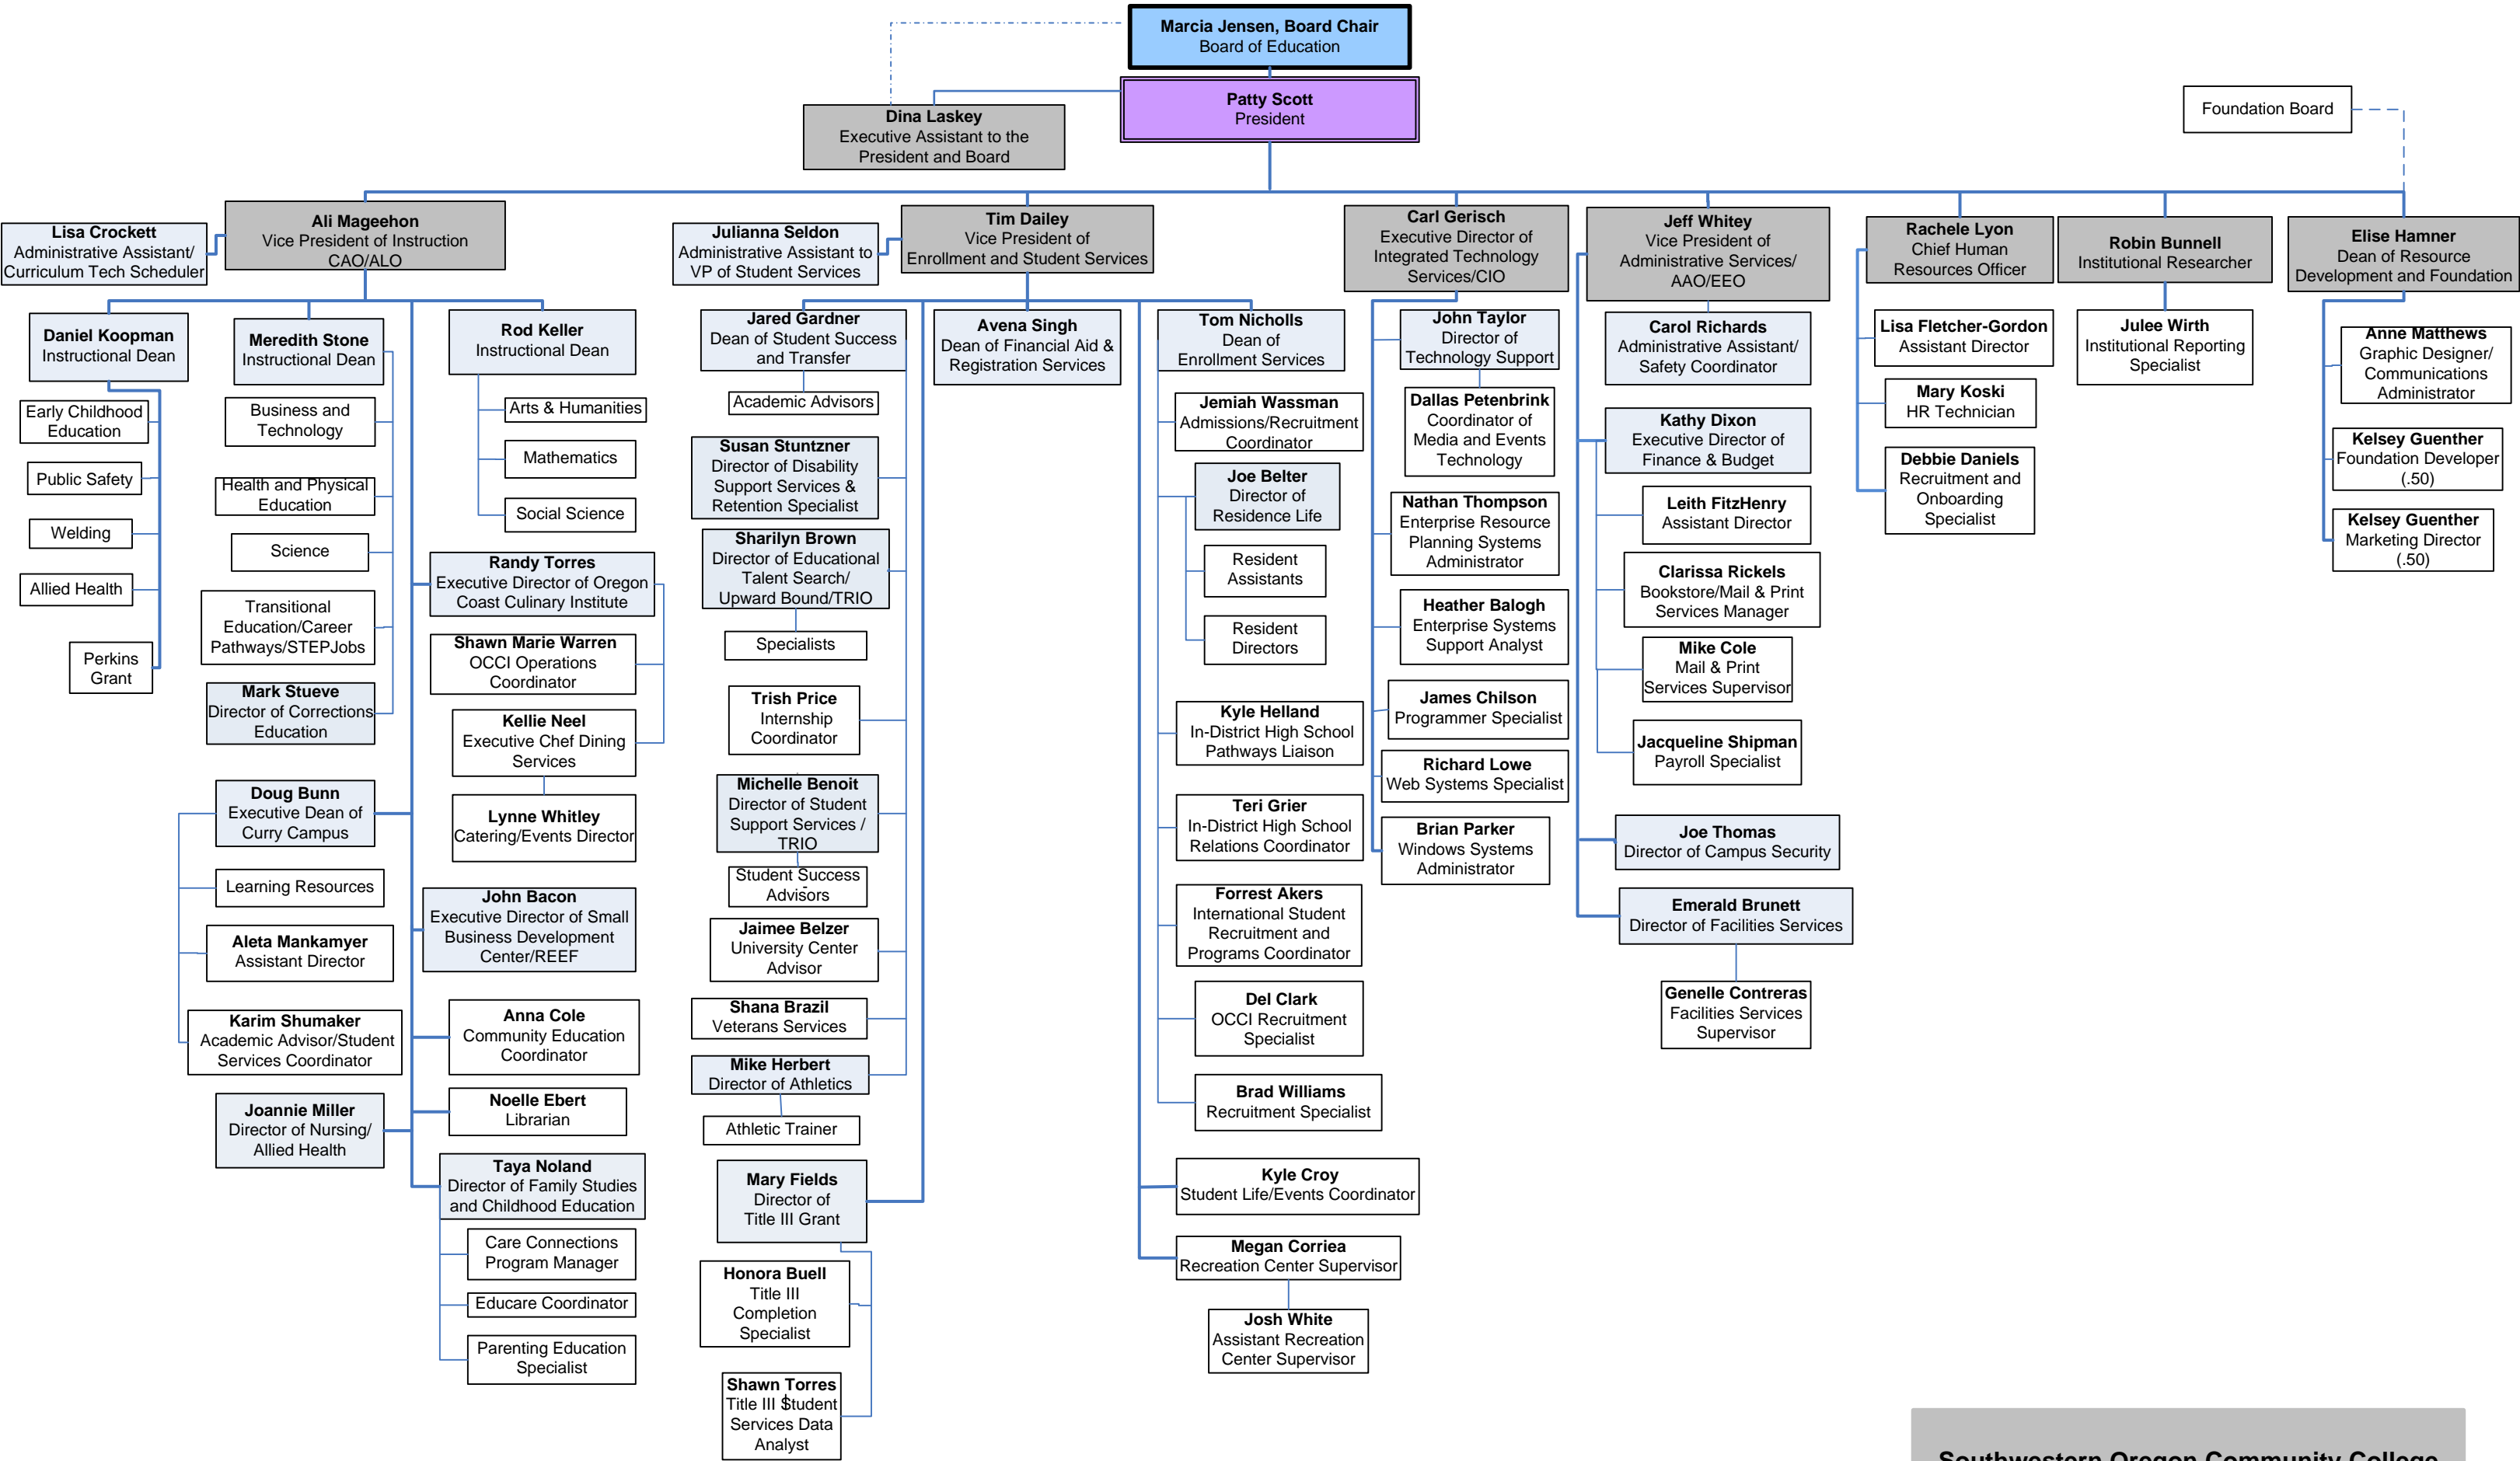 Marcia Jensen, Board Chair
Board of Education
Patty Scott
President
Dina Laskey
Executive Assistant to the
President and Board
Foundation Board
Lisa Crockett
Administrative Assistant/
Curriculum Tech Scheduler
Ali Mageehon
Vice President of Instruction
CAO/ALO
Julianna Seldon
Administrative Assistant to
VP of Student Services
Tim Dailey
Vice President of
Enrollment and Student Services
Carl Gerisch
Executive Director of
Integrated Technology
Services/CIO
Jeff Whitey
Vice President of
Administrative Services/
AAO/EEO
Rachele Lyon
Chief Human
Resources Officer
Robin Bunnell
Institutional Researcher
Elise Hamner
Dean of Resource
Development and Foundation
Daniel Koopman
Instructional Dean
Early Childhood
Education
Public Safety
Welding
Allied Health
Perkins
Grant
Meredith Stone
Instructional Dean
Business and
Technology
Health and Physical
Education
Science
Transitional
Education/Career
Pathways/STEPJobs
Mark Stueve
Director of Corrections
Education
Doug Bunn
Executive Dean of
Curry Campus
Learning Resources
Aleta Mankamyer
Assistant Director
Karim Shumaker
Academic Advisor/Student
Services Coordinator
Joannie Miller
Director of Nursing/
Allied Health
Rod Keller
Instructional Dean
Arts & Humanities
Mathematics
Social Science
Randy Torres
Executive Director of Oregon
Coast Culinary Institute
Shawn Marie Warren
OCCI Operations
Coordinator
Kellie Neel
Executive Chef Dining
Services
Lynne Whitley
Catering/Events Director
John Bacon
Executive Director of Small
Business Development
Center/REEF
Anna Cole
Community Education
Coordinator
Noelle Ebert
Librarian
Taya Noland
Director of Family Studies
and Childhood Education
Care Connections
Program Manager
Educare Coordinator
Parenting Education
Specialist
Jared Gardner
Dean of Student Success
and Transfer
Academic Advisors
Susan Stuntzner
Director of Disability
Support Services &
Retention Specialist
Sharilyn Brown
Director of Educational
Talent Search/
Upward Bound/TRIO
Specialists
Trish Price
Internship
Coordinator
Michelle Benoit
Director of Student
Support Services /
TRIO
Student Success
Advisors
Jaimee Belzer
University Center
Advisor
Shana Brazil
Veterans Services
Mike Herbert
Director of Athletics
Athletic Trainer
Mary Fields
Director of
Title III Grant
Honora Buell
Title III
Completion
Specialist
Shawn Torres
Title III Student
Services Data
Analyst
Avena Singh
Dean of Financial Aid &
Registration Services
Tom Nicholls
Dean of
Enrollment Services
Jemiah Wassman
Admissions/Recruitment
Coordinator
Joe Belter
Director of
Residence Life
Resident
Assistants
Resident
Directors
Kyle Helland
In-District High School
Pathways Liaison
Teri Grier
In-District High School
Relations Coordinator
Forrest Akers
International Student
Recruitment and
Programs Coordinator
Del Clark
OCCI Recruitment
Specialist
Brad Williams
Recruitment Specialist
Kyle Croy
Student Life/Events Coordinator
Megan Corriea
Recreation Center Supervisor
Josh White
Assistant Recreation
Center Supervisor
John Taylor
Director of
Technology Support
Dallas Petenbrink
Coordinator of
Media and Events
Technology
Nathan Thompson
Enterprise Resource
Planning Systems
Administrator
Heather Balogh
Enterprise Systems
Support Analyst
James Chilson
Programmer Specialist
Richard Lowe
Web Systems Specialist
Brian Parker
Windows Systems
Administrator
Carol Richards
Administrative Assistant/
Safety Coordinator
Kathy Dixon
Executive Director of
Finance & Budget
Leith FitzHenry
Assistant Director
Clarissa Rickels
Bookstore/Mail & Print
Services Manager
Mike Cole
Mail & Print
Services Supervisor
Jacqueline Shipman
Payroll Specialist
Joe Thomas
Director of Campus Security
Emerald Brunett
Director of Facilities Services
Genelle Contreras
Facilities Services
Supervisor
Lisa Fletcher-Gordon
Assistant Director
Mary Koski
HR Technician
Debbie Daniels
Recruitment and
Onboarding
Specialist
Julee Wirth
Institutional Reporting
Specialist
Anne Matthews
Graphic Designer/
Communications
Administrator
Kelsey Guenther
Foundation Developer
(.50)
Kelsey Guenther
Marketing Director
(.50)
Southwestern Oregon Community College